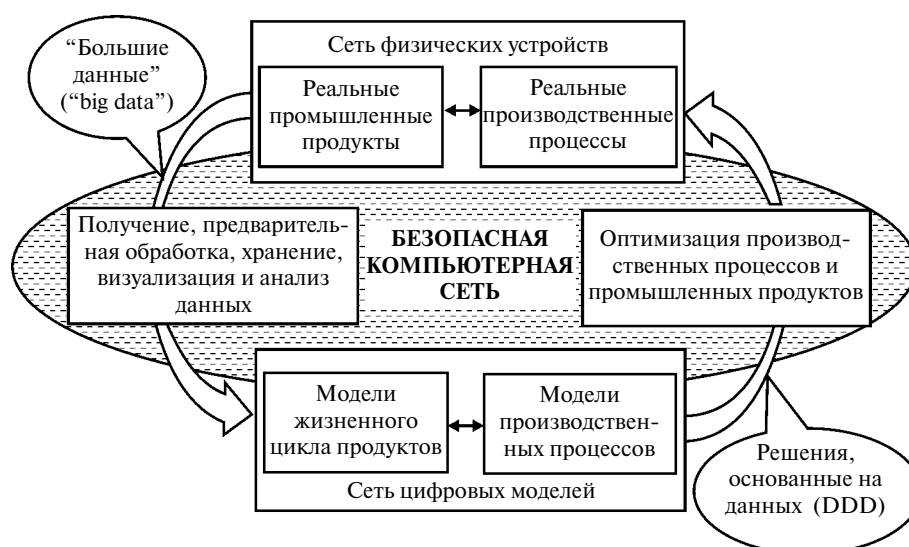 “Большие
данные”
(“big data”)
Сеть физических устройств
Реальные
промышленные
продукты
Реальные
производственные
процессы
Получение, предваритель-
ная обработка, хранение,
визуализация и анализ
данных
БЕЗОПАСНАЯ
КОМПЬЮТЕРНАЯ
СЕТЬ
Оптимизация производ-
ственных процессов и
промышленных продуктов
Модели
жизненного
цикла продуктов
Модели
производствен-
ных процессов
Сеть цифровых моделей
Решения,
основанные на
данных (DDD)